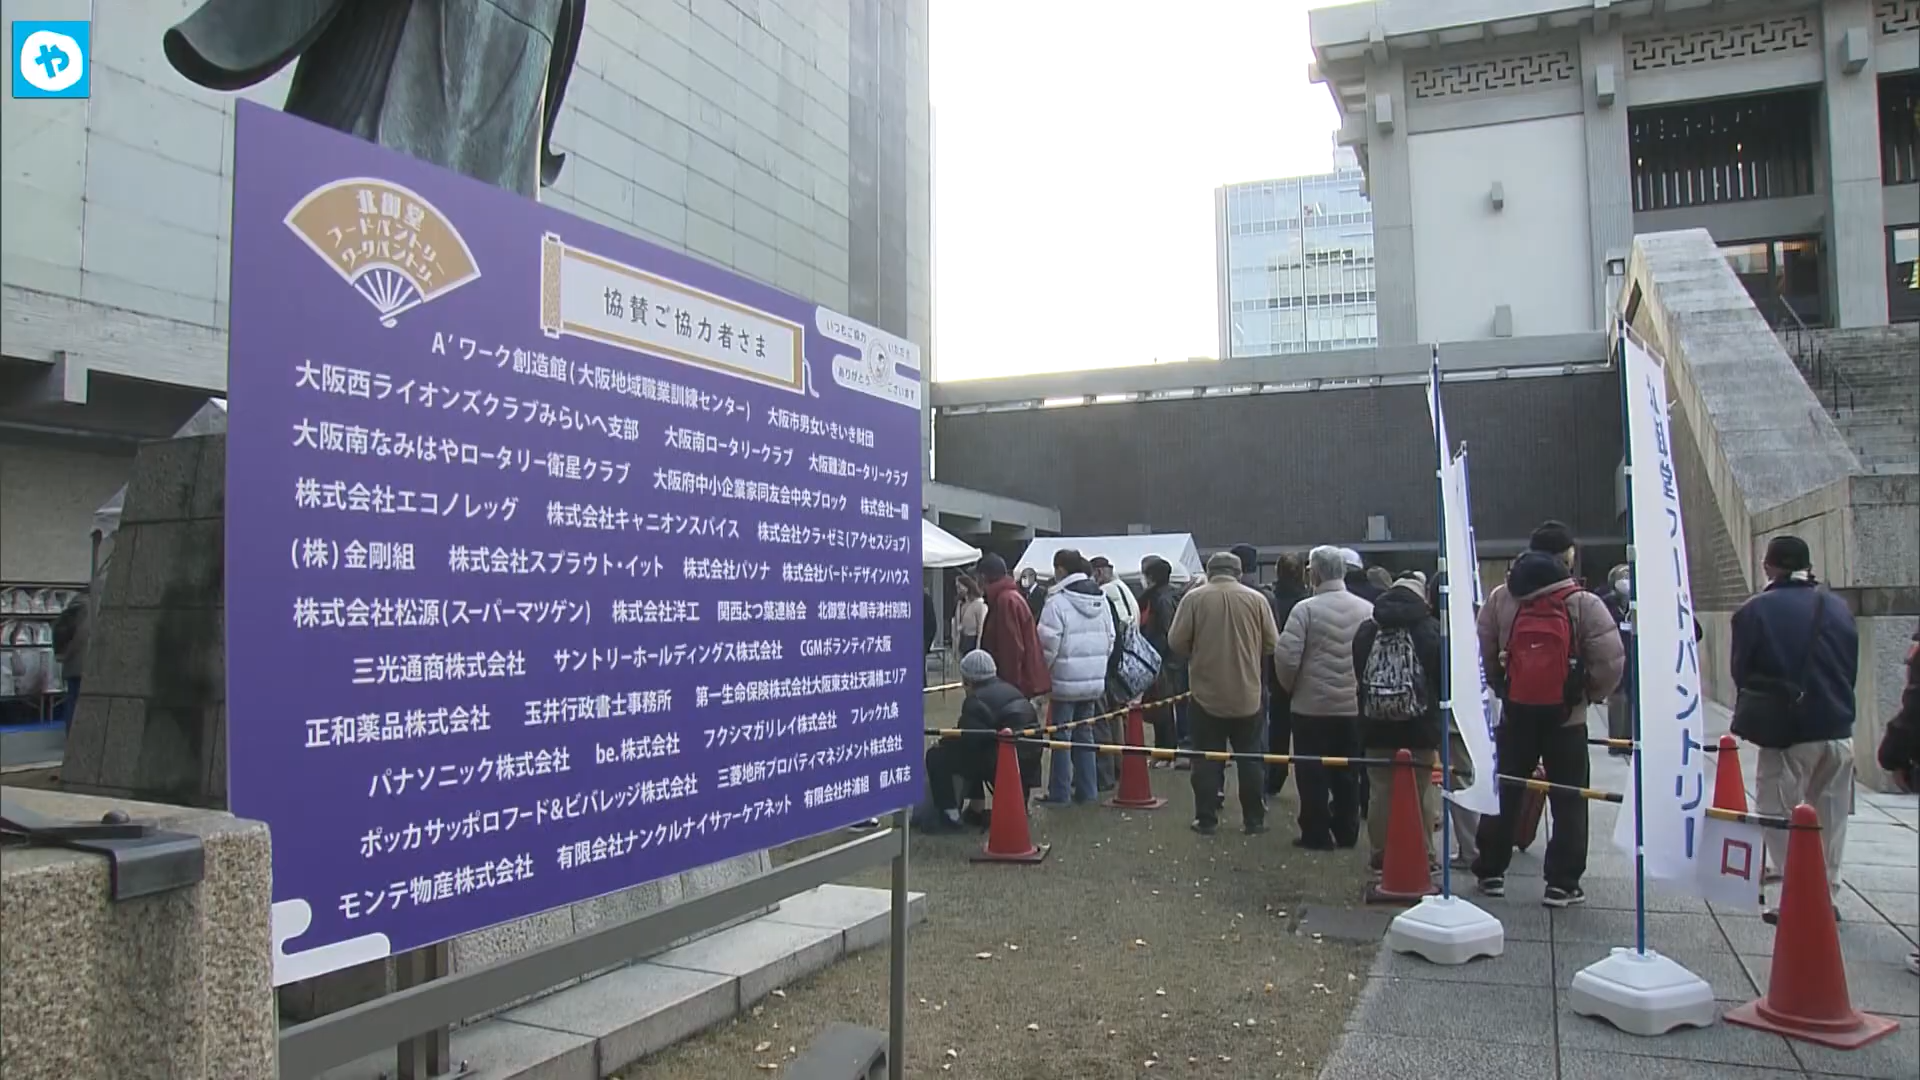 や
北御堂
フードパントリー
ワークパントリー
協賛ご協力者さま
いつもご協力
いただき
ありがとう
ございます
A'ワーク創造館(大阪地域職業訓練センター) 大阪市男女いきいき財団
大阪西ライオンズクラブみらいへ支部 大阪南ロータリークラブ 大阪難波ロータリークラブ
大阪南なみはやロータリー衛星クラブ 大阪府中小企業家同友会中央ブロック 株式会社一蘭
株式会社エコノレッグ 株式会社キャニオンスパイス 株式会社クラ・ゼミ(アクセスジョブ)
(株)金剛組 株式会社スプラウト・イット 株式会社パソナ 株式会社バード・デザインハウス
株式会社松源(スーパーマツゲン) 株式会社洋工 関西よつ葉連絡会 北御堂(本願寺津村別院)
三光通商株式会社 サントリーホールディングス株式会社 CGMボランティア大阪
正和薬品株式会社 玉井行政書士事務所 第一生命保険株式会社大阪東支社天満橋エリア
パナソニック株式会社 be.株式会社 フクシマガリレイ株式会社 フレック九条
ポッカサッポロフード&ビバレッジ株式会社 三菱地所プロパティマネジメント株式会社
モンテ物産株式会社 有限会社ナンクルナイサァーケアネット 有限会社井浦組 個人有志
北御堂フードパントリー
口